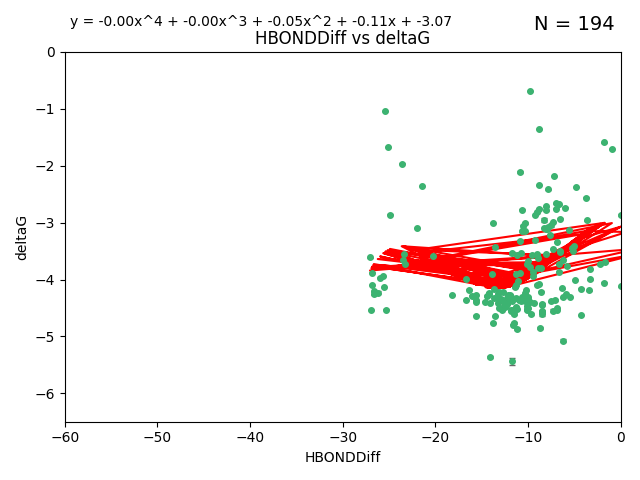 y = -0.00x^4 + -0.00x^3 + -0.05x^2 + -0.11x + -3.07
N = 194
HBONDDiff vs deltaG
0
−1
−2
−3
−4
−5
−6
deltaG
−60
−50
−40
−30
−20
−10
0
HBONDDiff